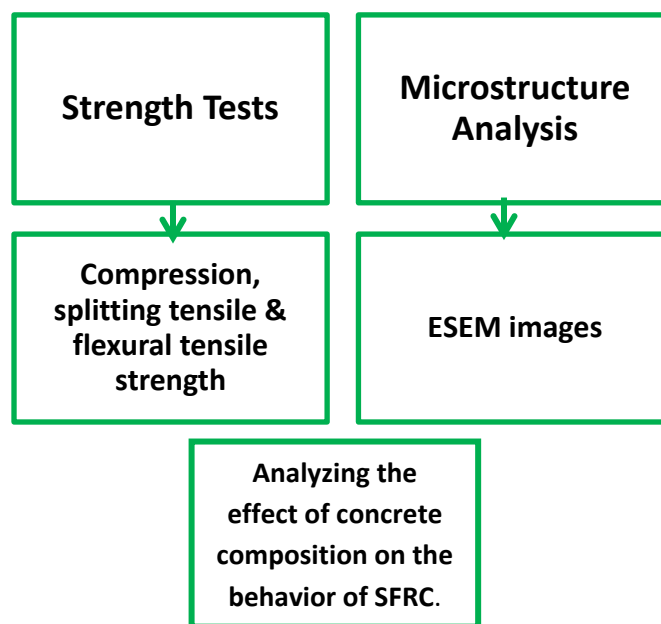 Strength Tests
Microstructure
Analysis
Compression,
splitting tensile &
flexural tensile
strength
ESEM images
Analyzing the
effect of concrete
composition on the
behavior of SFRC.